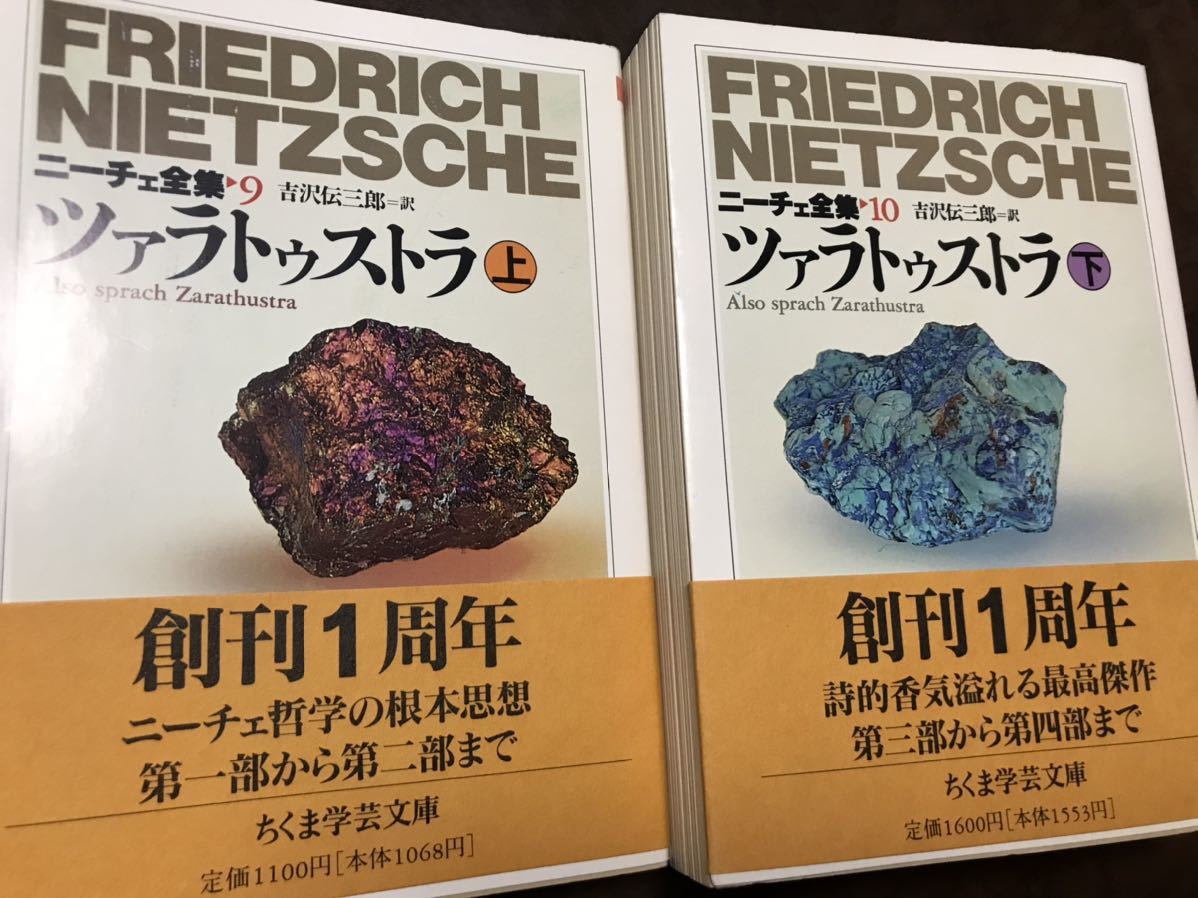 FRIEDRICH
NIETZSCHE
ニーチェ全集▸9 吉沢伝三郎＝訳
ツァラトゥストラ 上
Also sprach Zarathustra
創刊1周年
ニーチェ哲学の根本思想
第一部から第二部まで
ちくま学芸文庫
定価1100円[本体1068円]
FRIEDRICH
NIETZSCHE
ニーチェ全集▸10 吉沢伝三郎＝訳
ツァラトゥストラ 下
Also sprach Zarathustra
創刊1周年
詩的香気溢れる最高傑作
第三部から第四部まで
ちくま学芸文庫
定価1600円[本体1553円]